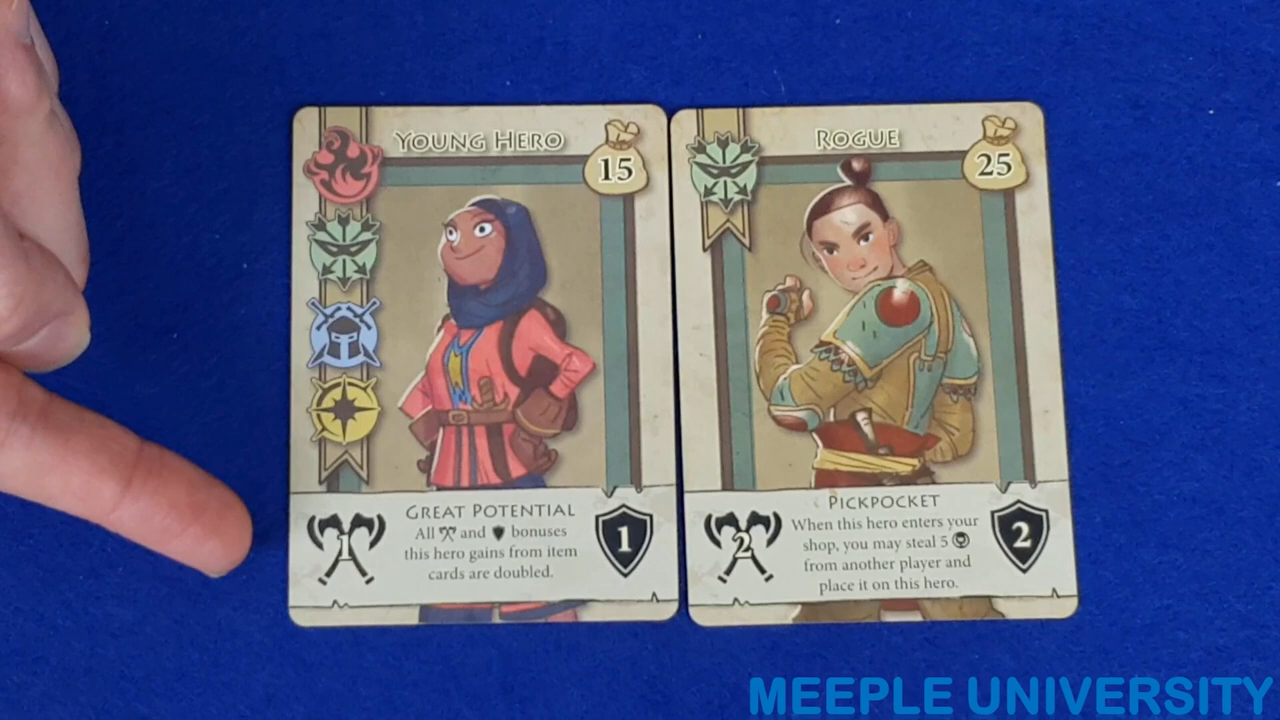 YOUNG HERO
15
GREAT POTENTIAL
All and bonuses
this hero gains from item
cards are doubled.
1
1
ROGUE
25
PICKPOCKET
When this hero enters your
shop, you may steal 5
from another player and
place it on this hero.
2
2
MEEPLE UNIVERSITY